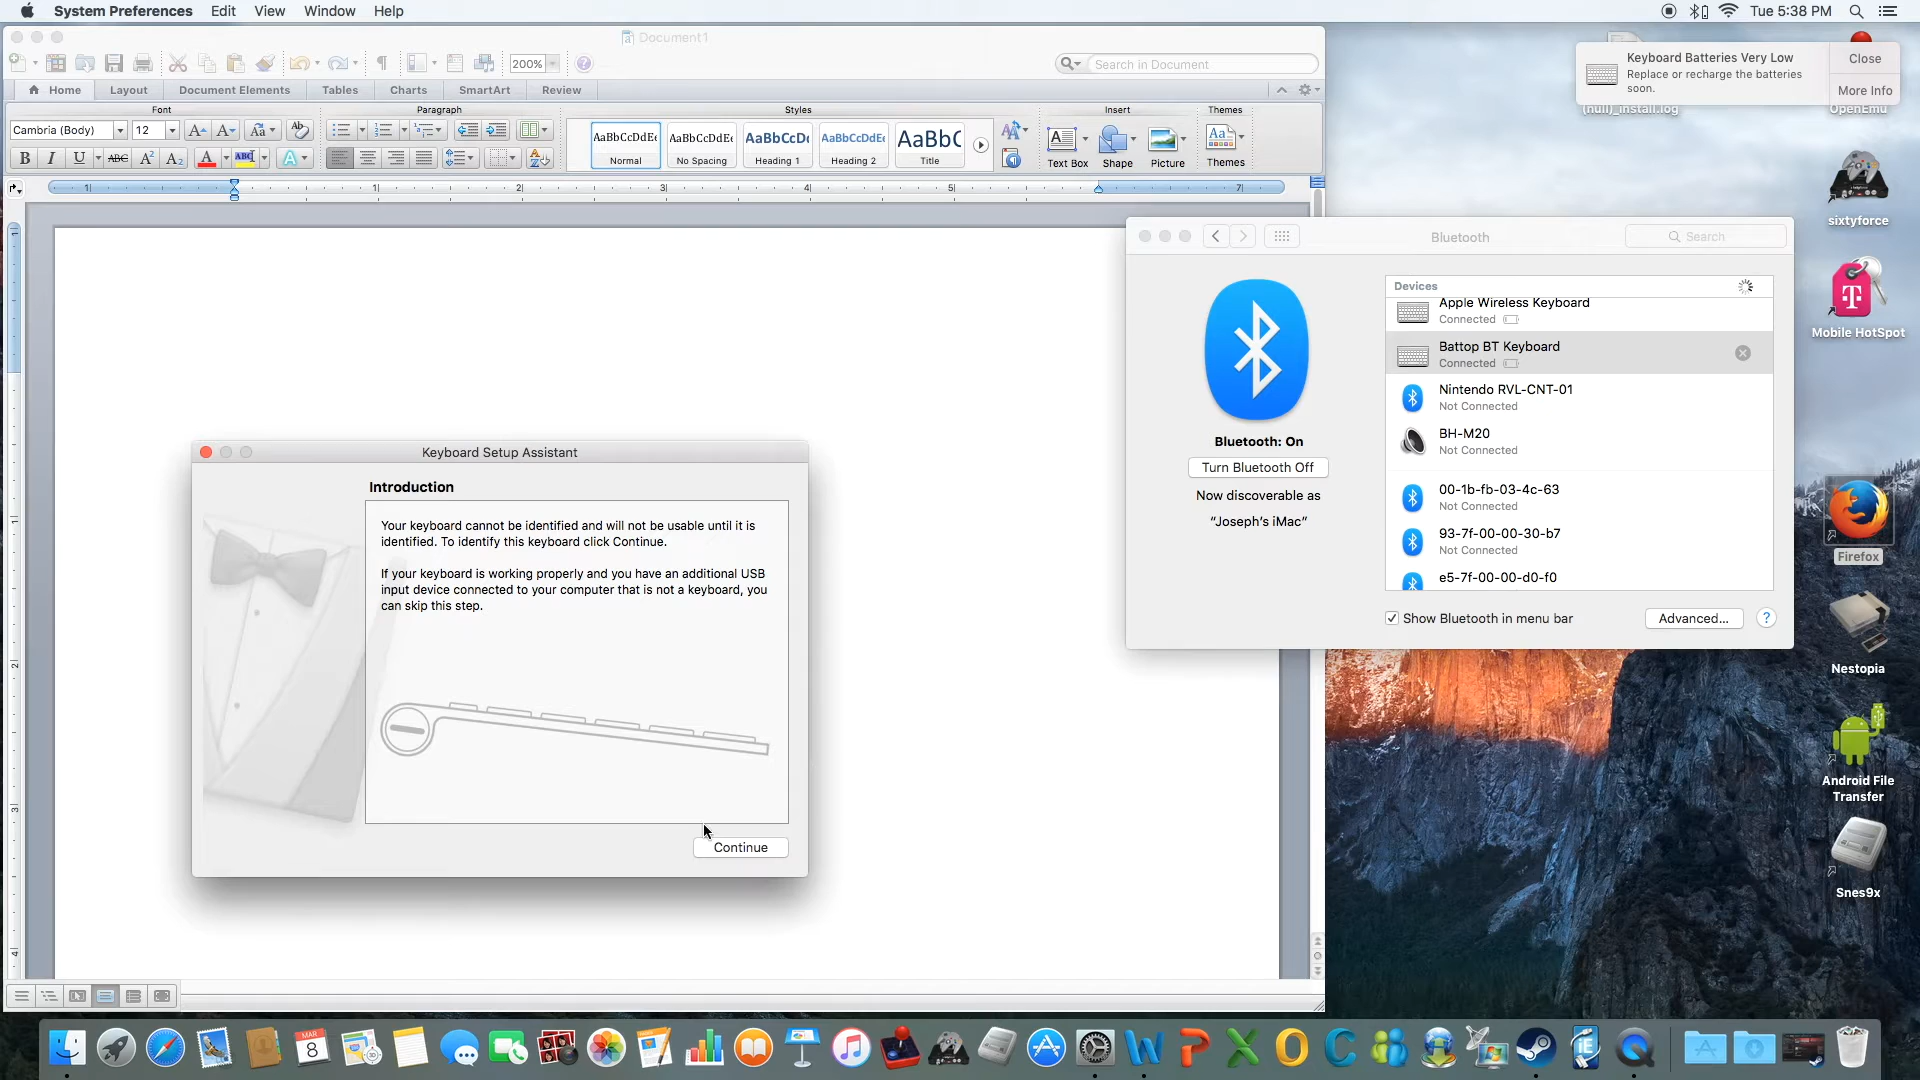 System Preferences Edit View Window Help
Tue 5:38 PM
Document1
200%
Search in Document
Home Layout Document Elements Tables Charts SmartArt Review
Font Paragraph Styles Insert Themes
Cambria (Body) 12
AaBbCcDdEe
Normal
AaBbCcDdEe
No Spacing
AaBbCcDc
Heading 1
AaBbCcDdEe
Heading 2
AaBbC
Title
Text Box
Shape
Picture
Themes
Keyboard Batteries Very Low
Replace or recharge the batteries
soon.
Close
More Info
(null)_install.log
OpenEmu
sixtyforce
Mobile HotSpot
Firefox
Nestopia
Android File
Transfer
Snes9x
Bluetooth
Search
Bluetooth: On
Turn Bluetooth Off
Now discoverable as
“Joseph’s iMac”
Devices
Apple Wireless Keyboard
Connected
Battop BT Keyboard
Connected
Nintendo RVL-CNT-01
Not Connected
BH-M20
Not Connected
00-1b-fb-03-4c-63
Not Connected
93-7f-00-00-30-b7
Not Connected
e5-7f-00-00-d0-f0
Show Bluetooth in menu bar
Advanced...
?
Keyboard Setup Assistant
Introduction
Your keyboard cannot be identified and will not be usable until it is
identified. To identify this keyboard click Continue.
If your keyboard is working properly and you have an additional USB
input device connected to your computer that is not a keyboard, you
can skip this step.
Continue
MAR
8